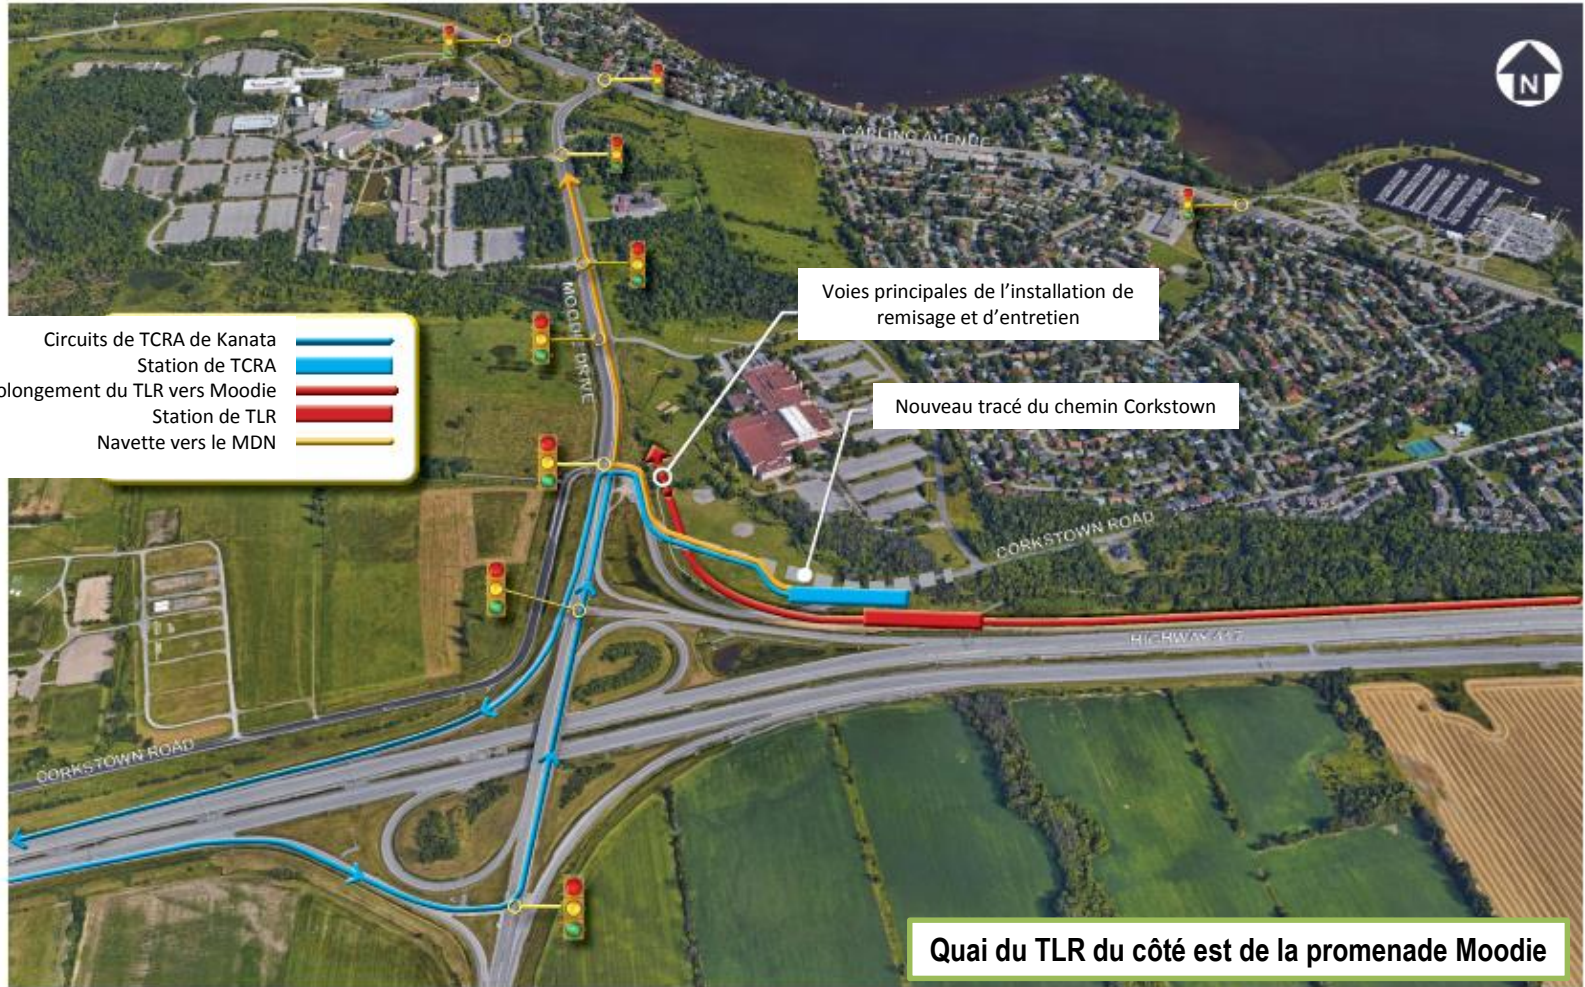 N
CARLING AVENUE
Voies principales de l’installation de
remisage et d’entretien
MOODIE DRIVE
Circuits de TCRA de Kanata
Station de TCRA
olongement du TLR vers Moodie
Station de TLR
Navette vers le MDN
Nouveau tracé du chemin Corkstown
CORKSTOWN ROAD
HIGHWAY 417
CORKSTOWN ROAD
Quai du TLR du côté est de la promenade Moodie